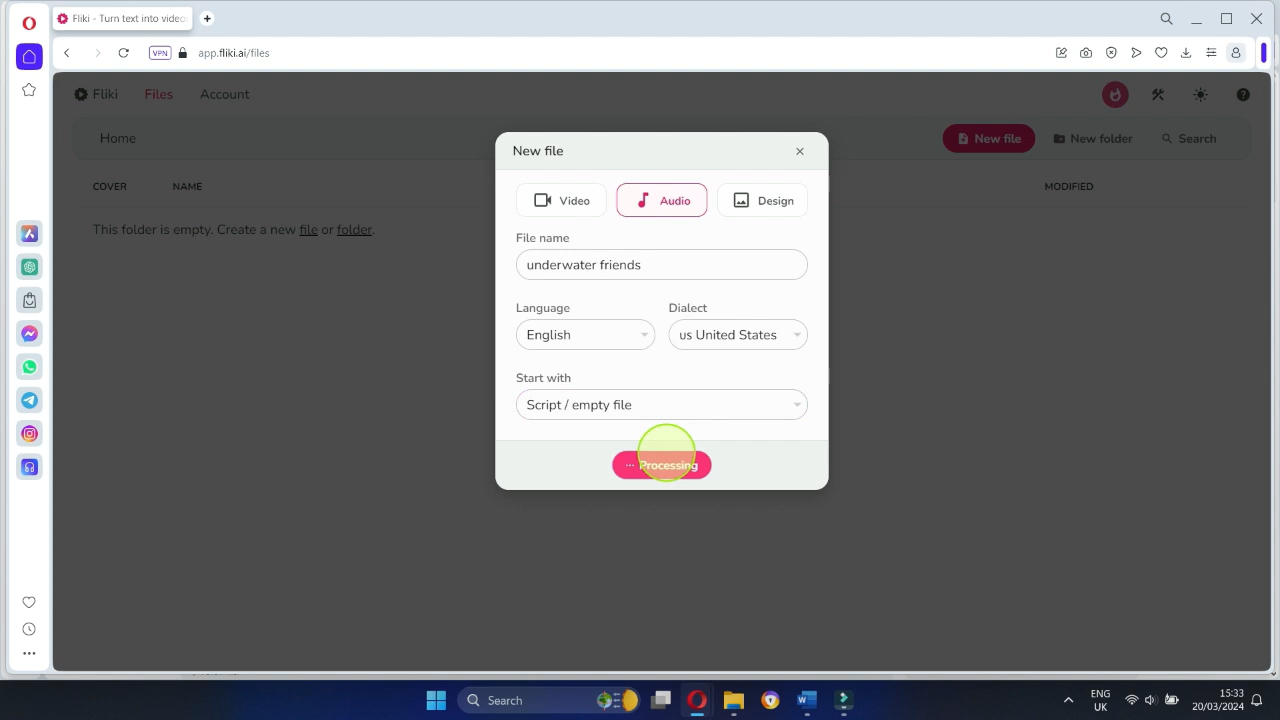 Fliki - Turn text into video
VPN
app.fliki.ai/files
Fliki
Files
Account
Home
New file
New folder
Search
COVER
NAME
MODIFIED
This folder is empty. Create a new file or folder.
New file
Video
Audio
Design
File name
underwater friends
Language
Dialect
English
us United States
Start with
Script / empty file
Processing
Search
ENG
UK
15:33
20/03/2024